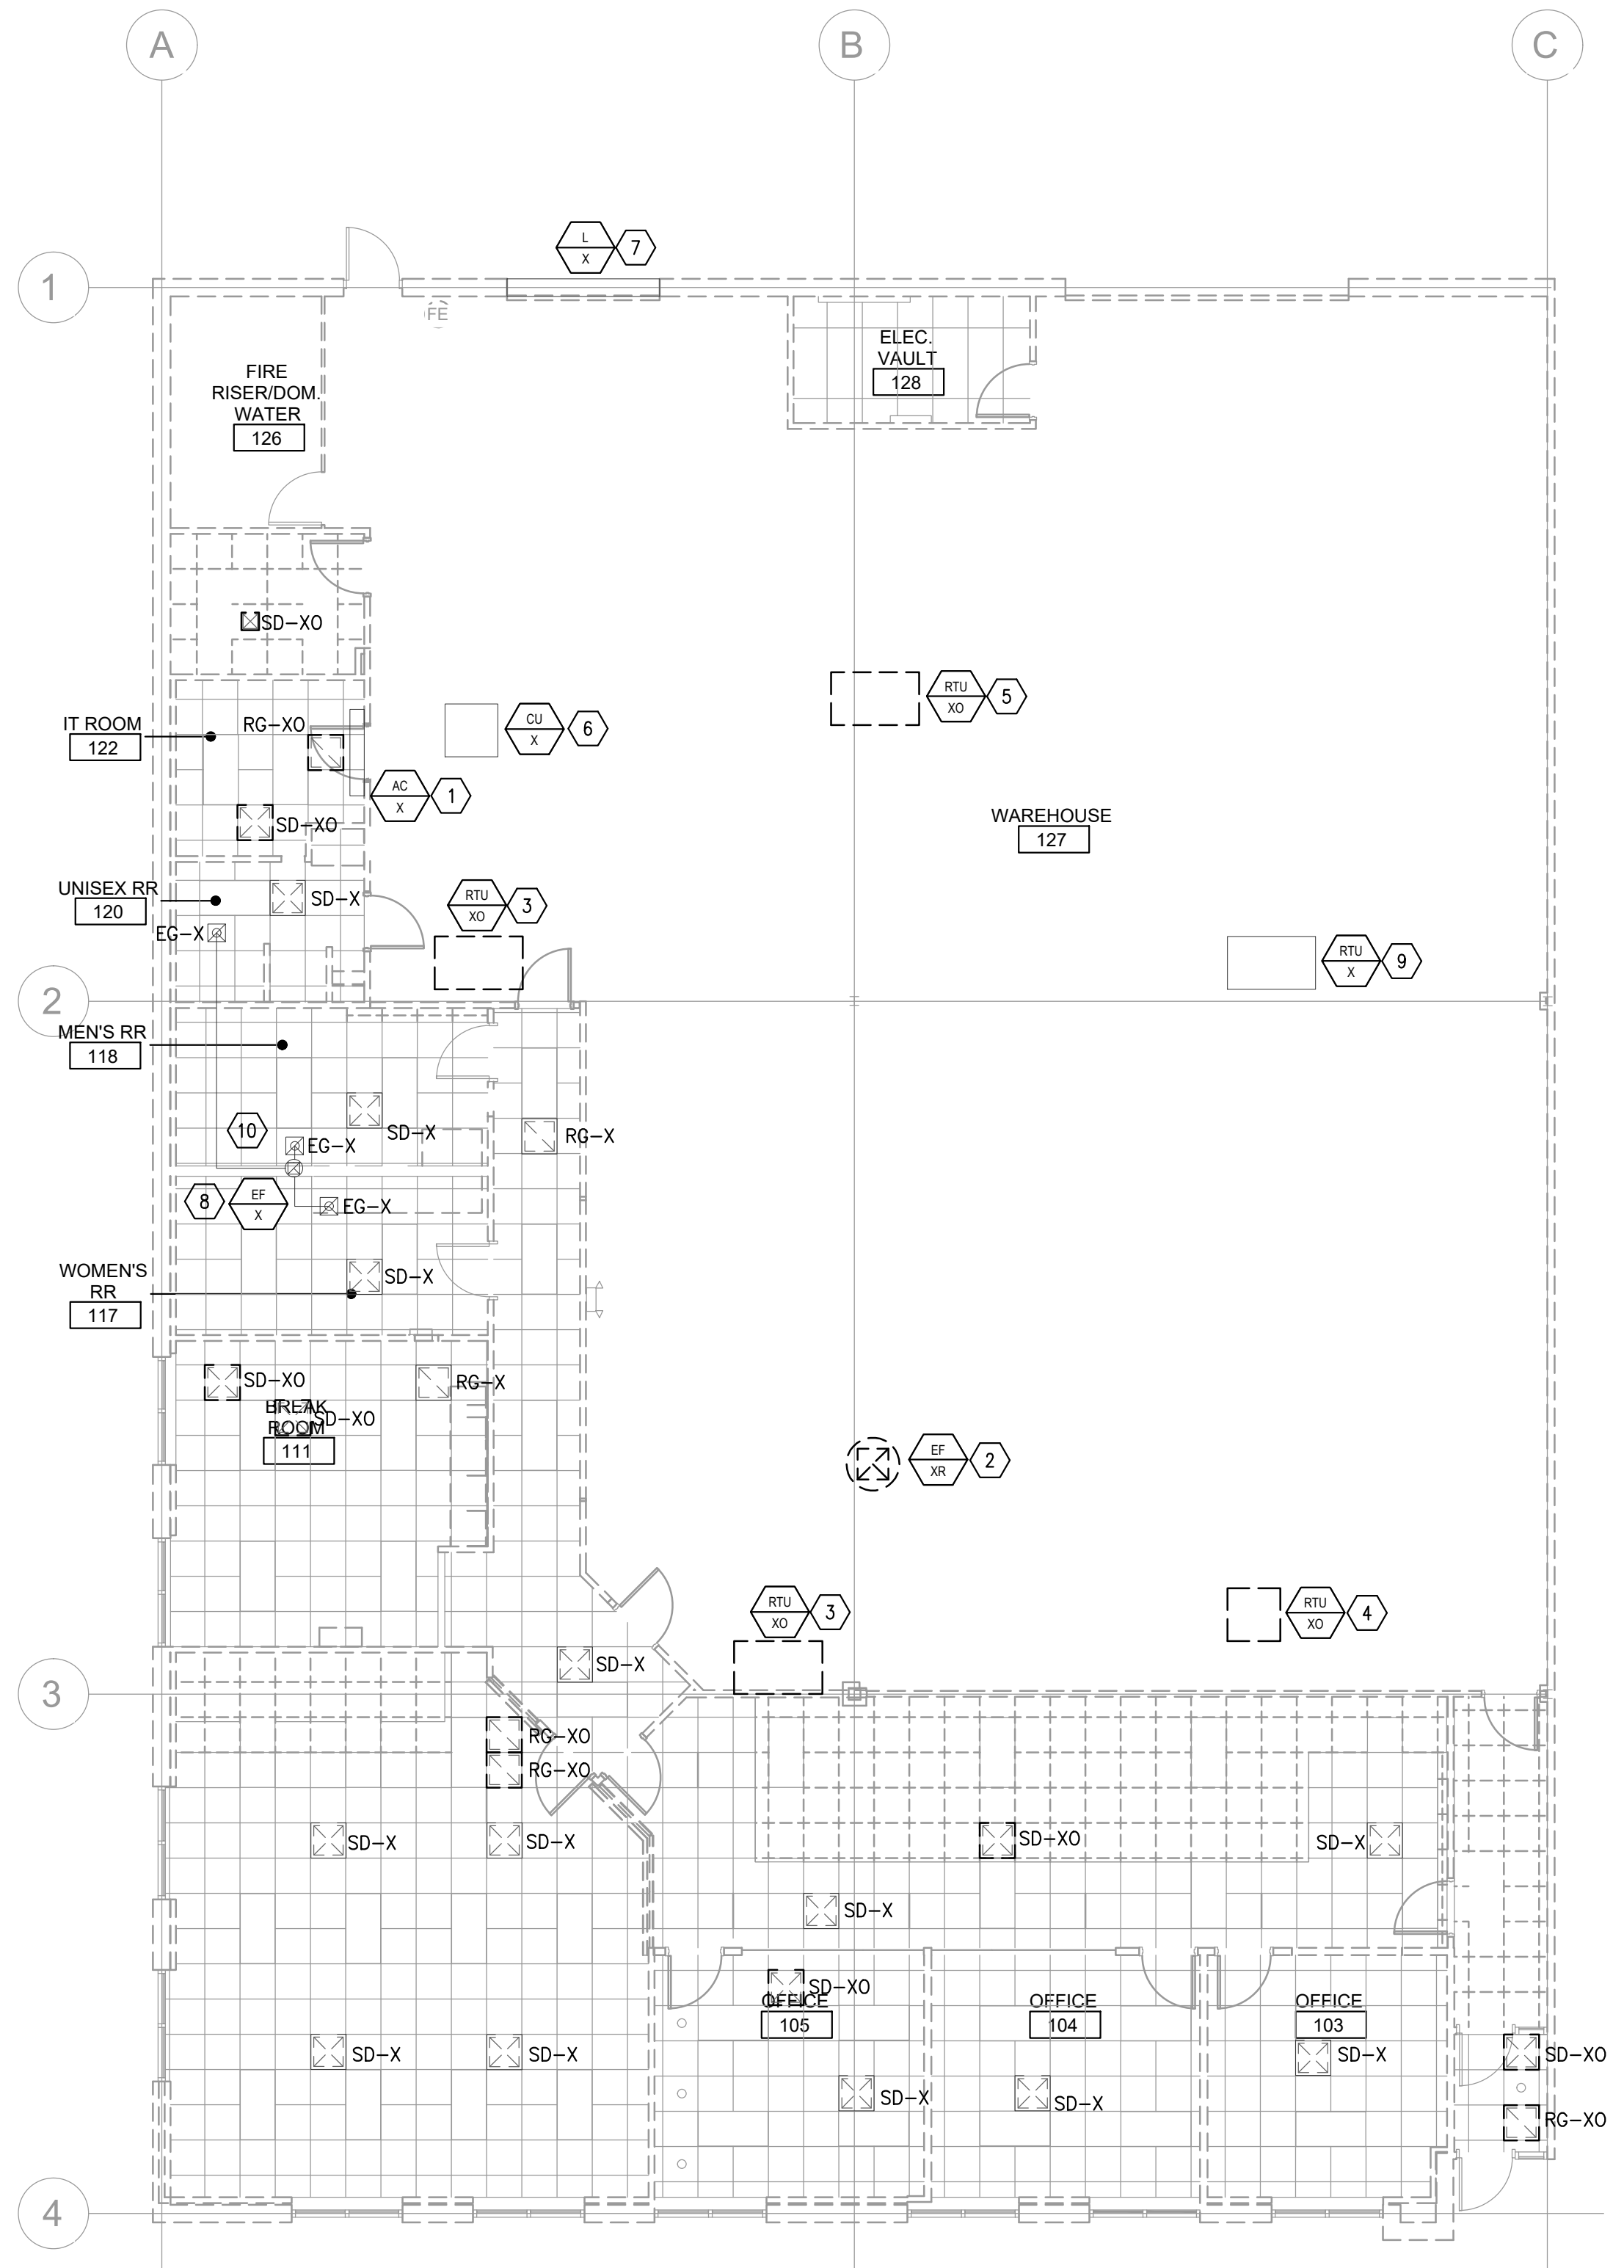 A
B
C
L
X
7
1
FE
ELEC.
VAULT
128
FIRE
RISER/DOM.
WATER
126
SD-XO
IT ROOM
122
RG-XO
CU
X
6
RTU
XO
5
AC
X
1
SD-XO
WAREHOUSE
127
UNISEX RR
120
SD-X
RTU
XO
3
EG-X
RTU
X
9
2
MEN'S RR
118
10
SD-X
EG-X
RG-X
8
EF
X
EG-X
WOMEN'S
RR
117
SD-X
SD-XO
RG-X
BREAK
ROOM
SD-XO
111
EF
XR
2
RTU
XO
3
RTU
XO
4
SD-X
3
RG-XO
RG-XO
SD-X
SD-X
SD-XO
SD-X
SD-X
SD-XO
OFFICE
105
OFFICE
104
OFFICE
103
SD-X
SD-X
SD-X
SD-XO
SD-X
SD-X
RG-XO
4